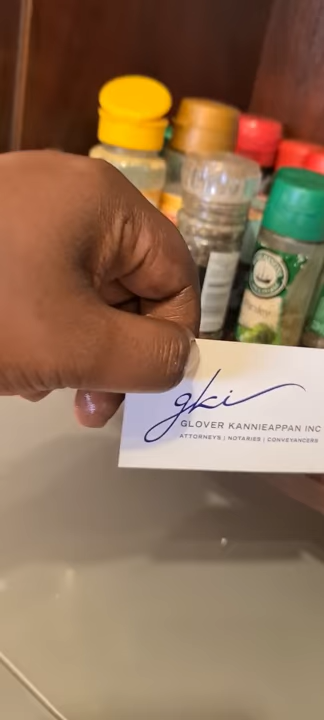 gki
GLOVER KANNIEAPPAN INC
ATTORNEYS | NOTARIES | CONVEYANCERS